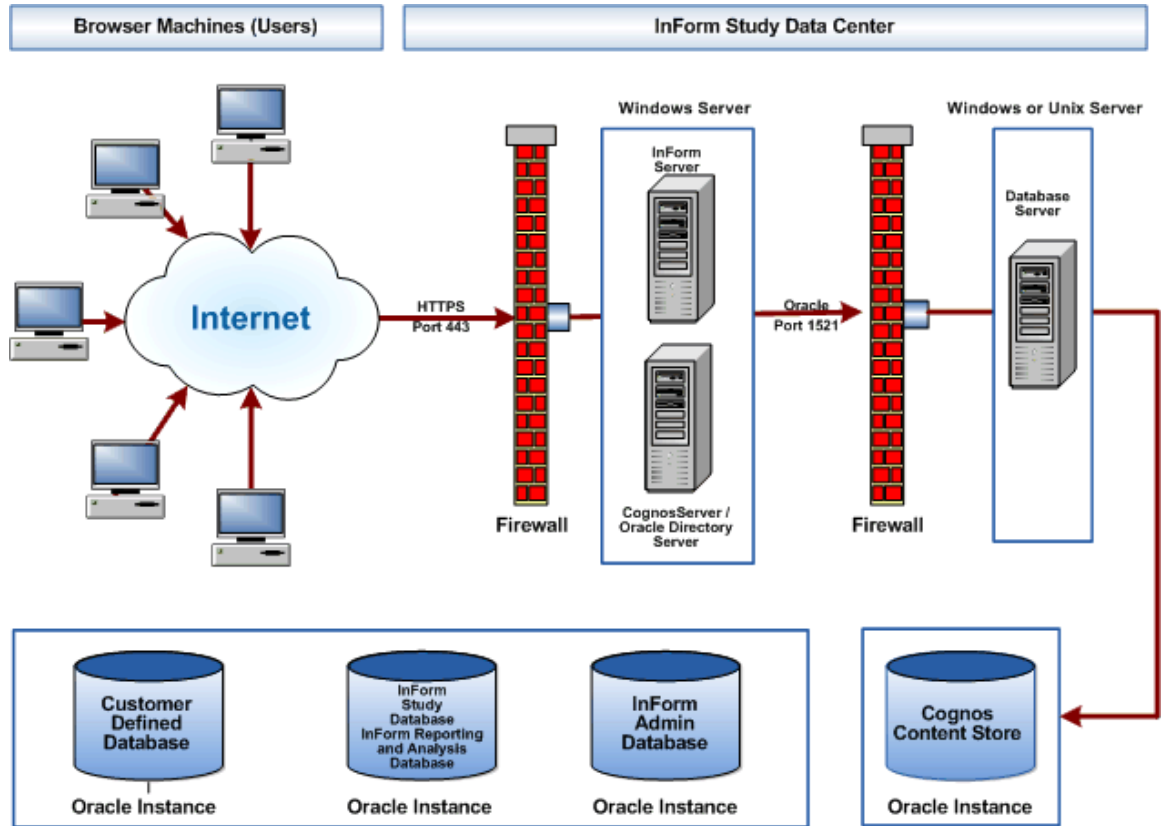 Browser Machines (Users)
InForm Study Data Center
Windows Server
Windows or Unix Server
InForm
Server
Database
Server
Internet
HTTPS
Port 443
Oracle
Port 1521
CognosServer /
Oracle Directory
Server
Firewall
Firewall
Customer
Defined
Database
InForm
Study
Database
InForm Reporting
and Analysis
Database
InForm
Admin
Database
Cognos
Content Store
Oracle Instance
Oracle Instance
Oracle Instance
Oracle Instance